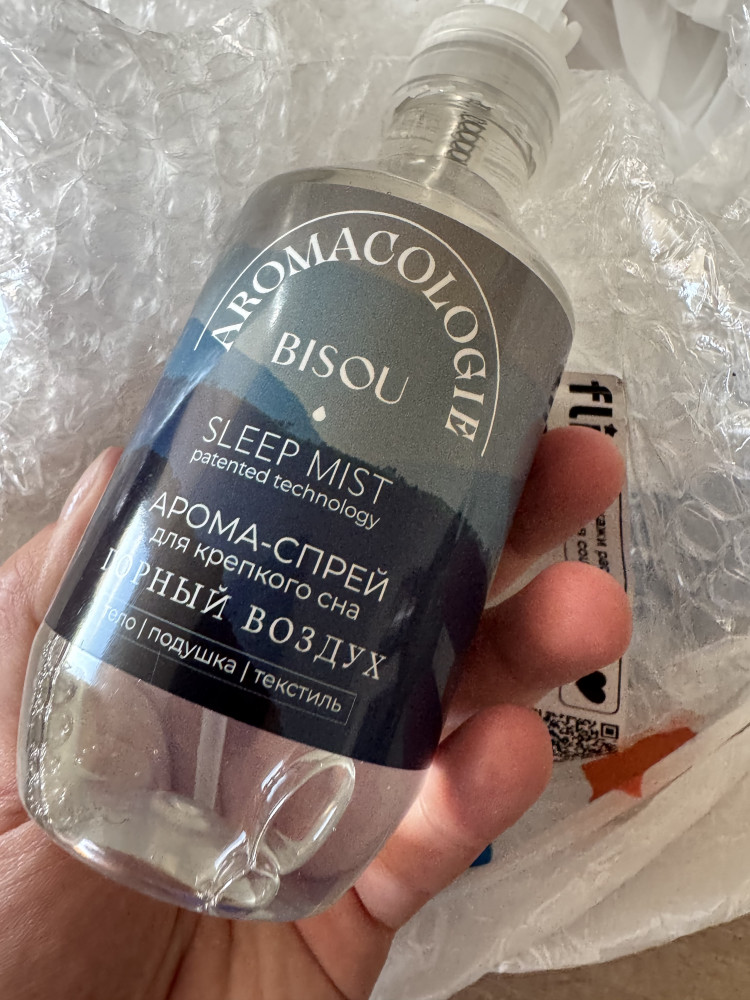 AROMACOLOGIE
BISOU
SLEEP MIST
patented technology
АРОМА-СПРЕЙ
для крепкого сна
ГОРНЫЙ ВОЗДУХ
тело | подушка | текстиль